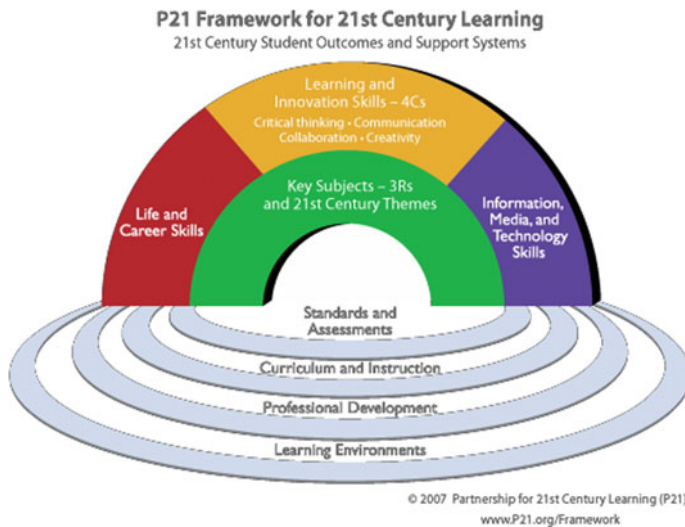 P21 Framework for 21st Century Learning
21st Century Student Outcomes and Support Systems
Learning and
Innovation Skills – 4Cs
Critical thinking • Communication
Collaboration • Creativity
Key Subjects – 3Rs
and 21st Century Themes
Life and
Career Skills
Information,
Media, and
Technology
Skills
Standards and
Assessments
Curriculum and Instruction
Professional Development
Learning Environments
© 2007 Partnership for 21st Century Learning (P21)
www.P21.org/Framework